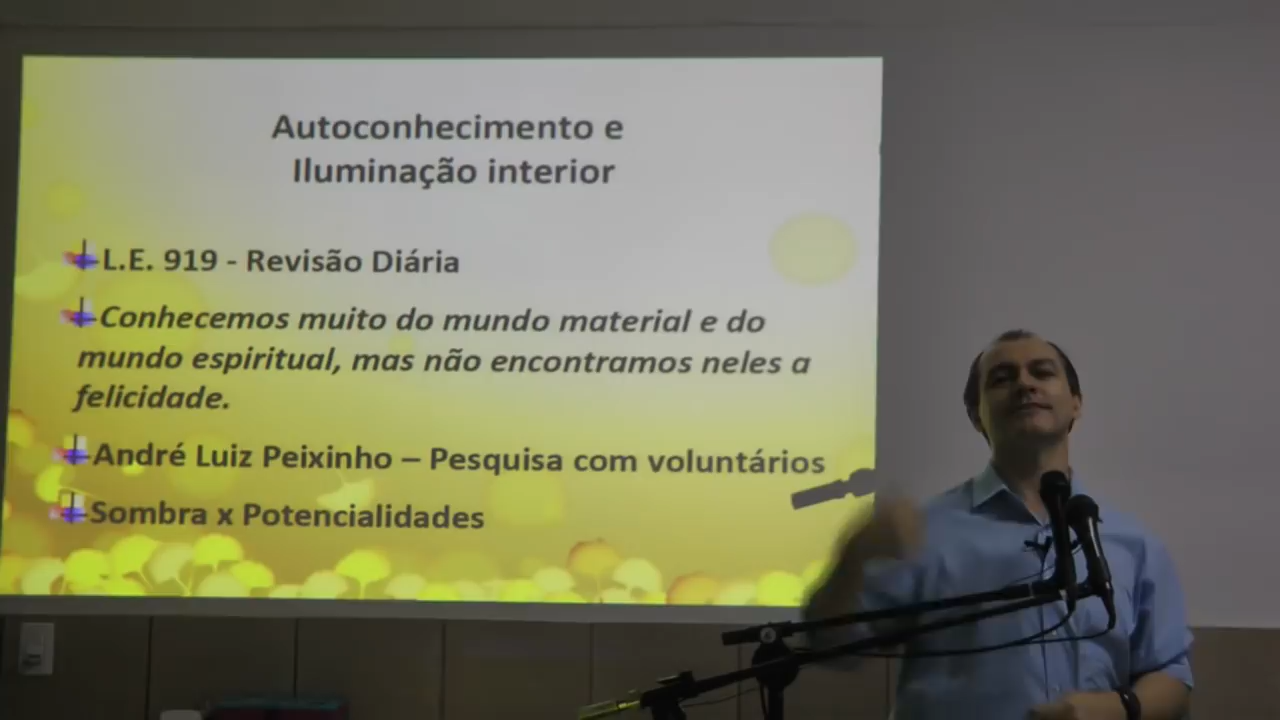 Autoconhecimento e
Iluminação interior
L.E. 919 - Revisão Diária
Conhecemos muito do mundo material e do
mundo espiritual, mas não encontramos neles a
felicidade.
André Luiz Peixinho – Pesquisa com voluntários
Sombra x Potencialidades